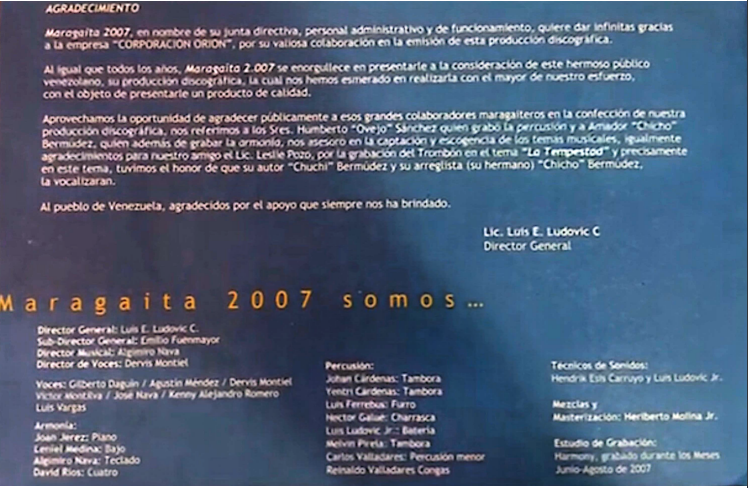 AGRADECIMIENTO
Maragaita 2007, en nombre de su junta directiva, personal administrativo y de funcionamiento, quiere dar infinitas gracias
a la empresa "CORPORACION ORION", por su valiosa colaboración en la emisión de esta producción discográfica.
Al igual que todos los años, Maragaita 2.007 se enorgullece en presentarle a la consideración de este hermoso público
venezolano, su producción discográfica, la cual nos hemos esmerado en realizarla con el mayor de nuestro esfuerzo,
con el objeto de presentarle un producto de calidad.
Aprovechamos la oportunidad de agradecer públicamente a esos grandes colaboradores maragaiteros en la confección de nuestra
producción discográfica, nos referimos a los Sres. Humberto "Ovejo" Sánchez quien grabó la percusión y a Amador "Chicho"
Bermúdez, quien además de grabar la armonía, nos asesoro en la captación y escogencia de los temas musicales, igualmente
agradecimientos para nuestro amigo el Lic. Leslie Pozo, por la grabación del Trombón en el tema "La Tempestad" y precisamente
en este tema, tuvimos el honor de que su autor "Chuchi" Bermúdez y su arreglista (su hermano) "Chicho" Bermúdez,
la vocalizaran.
Al pueblo de Venezuela, agradecidos por el apoyo que siempre nos ha brindado.
Lic. Luis E. Ludovic C
Director General
Maragaita 2007 somos...
Director General: Luis E. Ludovic C.
Sub-Director General: Emilio Fuenmayor
Director Musical: Algimiro Nava
Director de Voces: Dervis Montiel
Voces: Gilberto Daguin / Agustin Méndez / Dervis Montiel
Victor Montilva / José Nava / Kenny Alejandro Romero
Luis Vargas
Armonía:
Joan Jerez: Piano
Leniel Medina: Bajo
Algimiro Nava: Teclado
David Rios: Cuatro
Percusión:
Johan Cárdenas: Tambora
Yentri Cárdenas: Tambora
Luis Ferrebus: Furro
Hector Galué: Charrasca
Luis Ludovic Jr.: Bateria
Melvin Pirela: Tambora
Carlos Valladares: Percusión menor
Reinaldo Valladares Congas
Técnicos de Sonidos:
Hendrik Esis Carruyo y Luis Ludovic Jr.
Mezclas y
Masterización: Heriberto Molina Jr.
Estudio de Grabación:
Harmony, grabado durante los Meses
Junio-Agosto de 2007